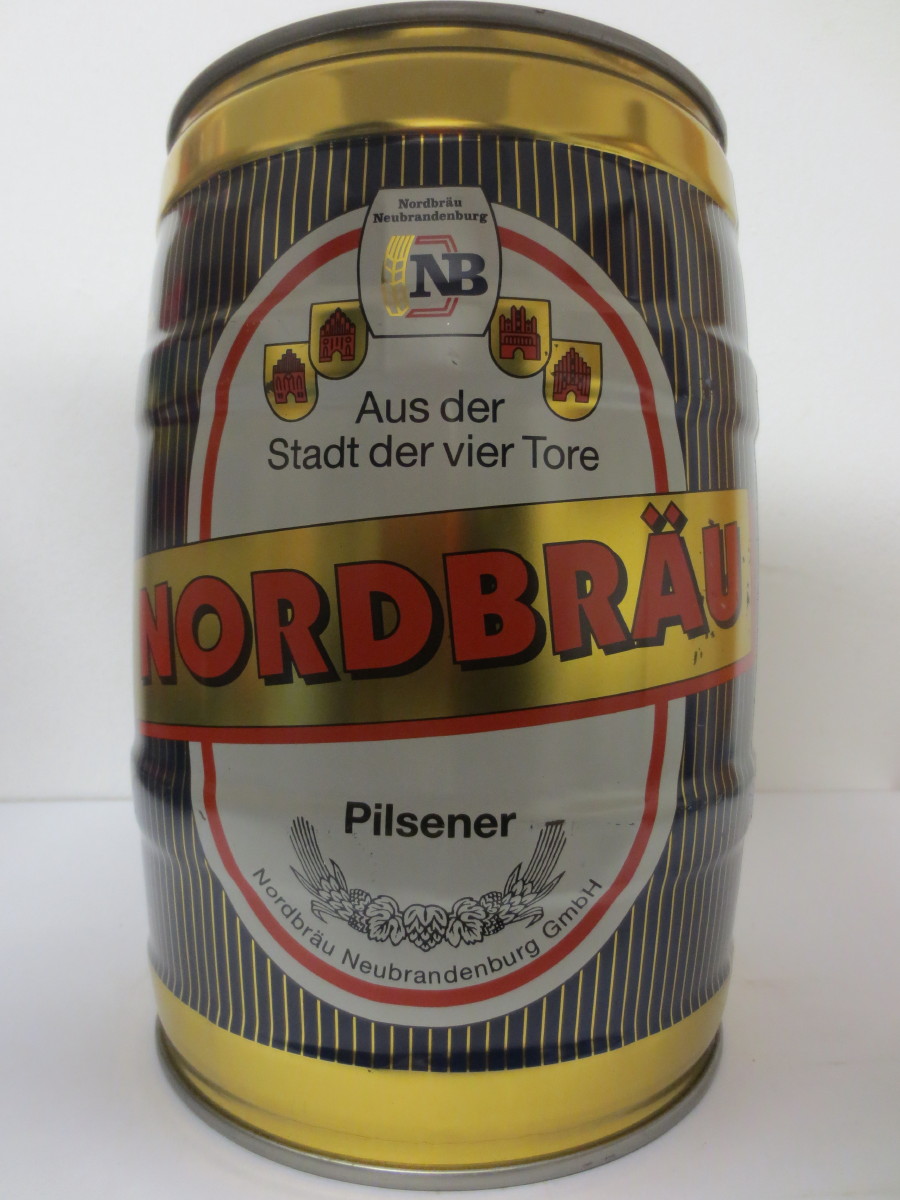 Nordbräu
Neubrandenburg
NB
Aus der
Stadt der vier Tore
NORDBRÄU
Pilsener
Nordbräu Neubrandenburg GmbH